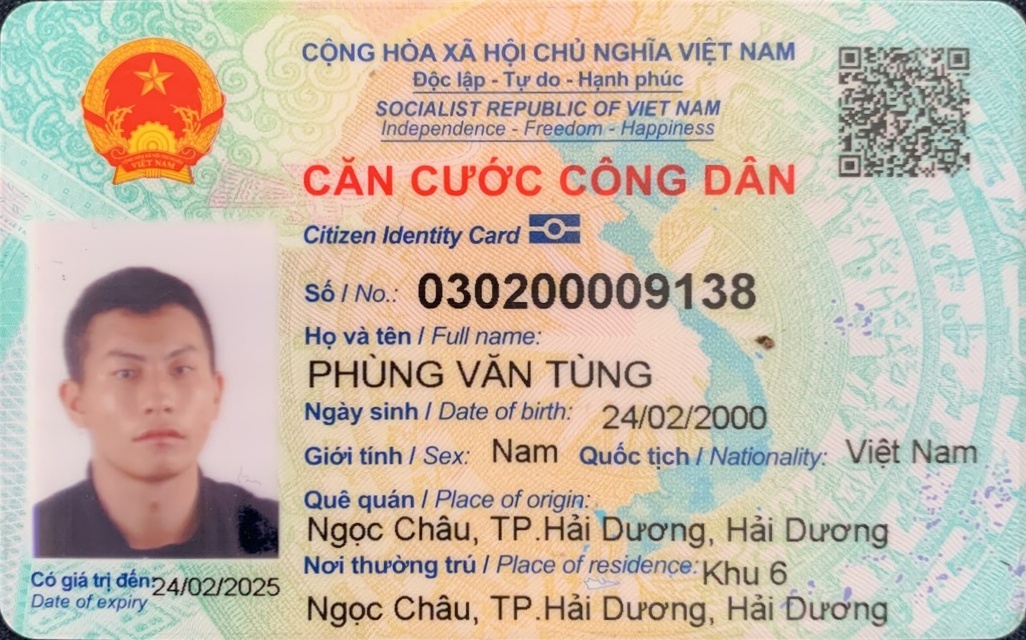 CỘNG HÒA XÃ HỘI CHỦ NGHĨA VIỆT NAM
Độc lập - Tự do - Hạnh phúc
SOCIALIST REPUBLIC OF VIET NAM
Independence - Freedom - Happiness
CĂN CƯỚC CÔNG DÂN
Citizen Identity Card
Số / No.: 030200009138
Họ và tên / Full name:
PHÙNG VĂN TÙNG
Ngày sinh / Date of birth: 24/02/2000
Giới tính / Sex: Nam Quốc tịch / Nationality: Việt Nam
Quê quán / Place of origin:
Ngọc Châu, TP.Hải Dương, Hải Dương
Nơi thường trú / Place of residence: Khu 6
Ngọc Châu, TP.Hải Dương, Hải Dương
Có giá trị đến: 24/02/2025
Date of expiry
VIỆT NAM